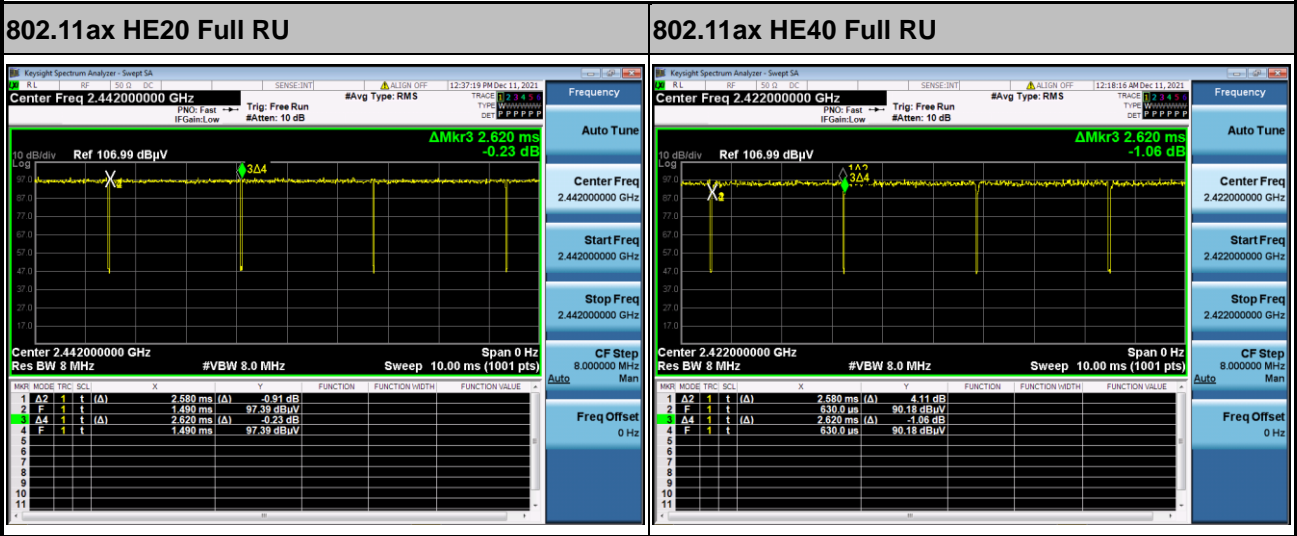 802.11ax HE20 Full RU
Keysight Spectrum Analyzer - Swept SA
RL RF 50 Ω DC SENSE:INT ALIGN OFF 12:37:19 PM Dec 11, 2021
Center Freq 2.442000000 GHz #Avg Type: RMS TRACE 1 2 3 4 5 6
PNO: Fast Trig: Free Run TYPE WWWWWW
IFGain:Low #Atten: 10 dB DET P P P P P P
ΔMkr3 2.620 ms
-0.23 dB
10 dB/div Ref 106.99 dBµV
Log
97.0
87.0
77.0
67.0
57.0
47.0
37.0
27.0
17.0
3Δ4
Center 2.442000000 GHz Span 0 Hz
Res BW 8 MHz #VBW 8.0 MHz Sweep 10.00 ms (1001 pts)
MKR MODE TRC SCL X Y FUNCTION FUNCTION WIDTH FUNCTION VALUE
1 Δ2 1 t (Δ) 2.580 ms (Δ) -0.91 dB
2 F 1 t 1.490 ms 97.39 dBµV
3 Δ4 1 t (Δ) 2.620 ms (Δ) -0.23 dB
4 F 1 t 1.490 ms 97.39 dBµV
5
6
7
8
9
10
11
Frequency
Auto Tune
Center Freq
2.442000000 GHz
Start Freq
2.442000000 GHz
Stop Freq
2.442000000 GHz
CF Step
8.000000 MHz
Auto Man
Freq Offset
0 Hz
802.11ax HE40 Full RU
Keysight Spectrum Analyzer - Swept SA
RL RF 50 Ω DC SENSE:INT ALIGN OFF 12:18:16 AM Dec 11, 2021
Center Freq 2.422000000 GHz #Avg Type: RMS TRACE 1 2 3 4 5 6
PNO: Fast Trig: Free Run TYPE WWWWWW
IFGain:Low #Atten: 10 dB DET P P P P P P
ΔMkr3 2.620 ms
-1.06 dB
10 dB/div Ref 106.99 dBµV
Log
97.0
87.0
77.0
67.0
57.0
47.0
37.0
27.0
17.0
1Δ2
3Δ4
Center 2.422000000 GHz Span 0 Hz
Res BW 8 MHz #VBW 8.0 MHz Sweep 10.00 ms (1001 pts)
MKR MODE TRC SCL X Y FUNCTION FUNCTION WIDTH FUNCTION VALUE
1 Δ2 1 t (Δ) 2.580 ms (Δ) 4.11 dB
2 F 1 t 630.0 µs 90.18 dBµV
3 Δ4 1 t (Δ) 2.620 ms (Δ) -1.06 dB
4 F 1 t 630.0 µs 90.18 dBµV
5
6
7
8
9
10
11
Frequency
Auto Tune
Center Freq
2.422000000 GHz
Start Freq
2.422000000 GHz
Stop Freq
2.422000000 GHz
CF Step
8.000000 MHz
Auto Man
Freq Offset
0 Hz